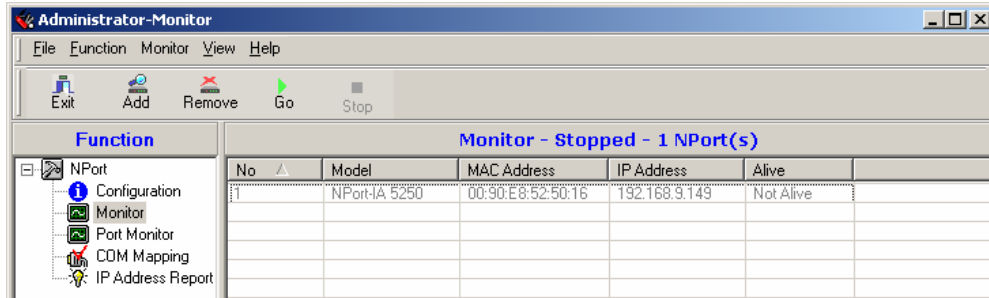 Administrator-Monitor
File Function Monitor View Help
Exit Add Remove Go Stop
Function
Monitor - Stopped - 1 NPort(s)
NPort
Configuration
Monitor
Port Monitor
COM Mapping
IP Address Report
No Model MAC Address IP Address Alive
1 NPort-IA 5250 00:90:E8:52:50:16 192.168.9.149 Not Alive